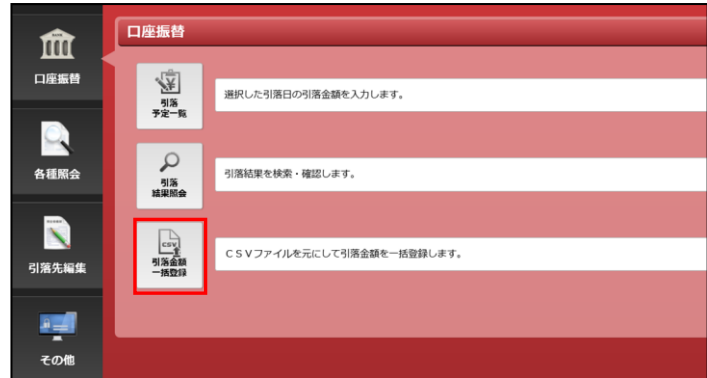 口座振替
各種照会
引落先編集
その他
口座振替
引落
予定一覧
選択した引落日の引落金額を入力します。
引落
結果照会
引落結果を検索・確認します。
CSV
引落金額
一括登録
ＣＳＶファイルを元にして引落金額を一括登録します。